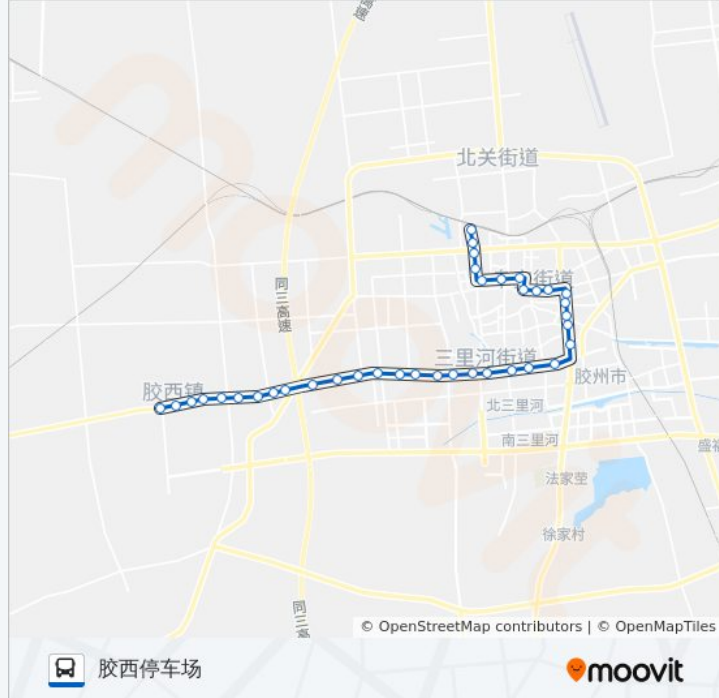 北关街道
街道
同三高速
三里河街道
胶西镇
胶州市
北三里河
南三里河
盛福
法家莹
徐家村
同三高
© OpenStreetMap contributors | © OpenMapTiles
胶西停车场
moovit